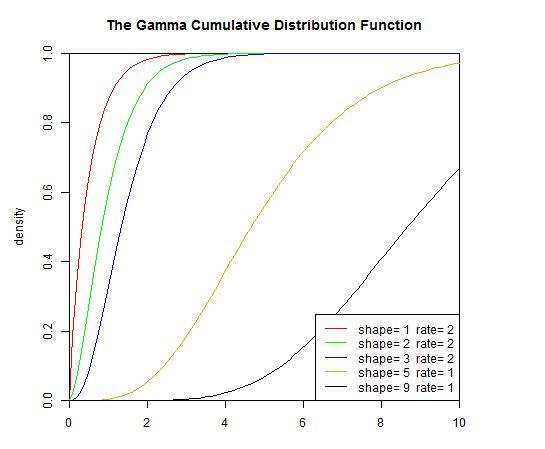 The Gamma Cumulative Distribution Function
density
1.0
0.8
0.6
0.4
0.2
0.0
0 2 4 6 8 10
shape= 1 rate= 2
shape= 2 rate= 2
shape= 3 rate= 2
shape= 5 rate= 1
shape= 9 rate= 1